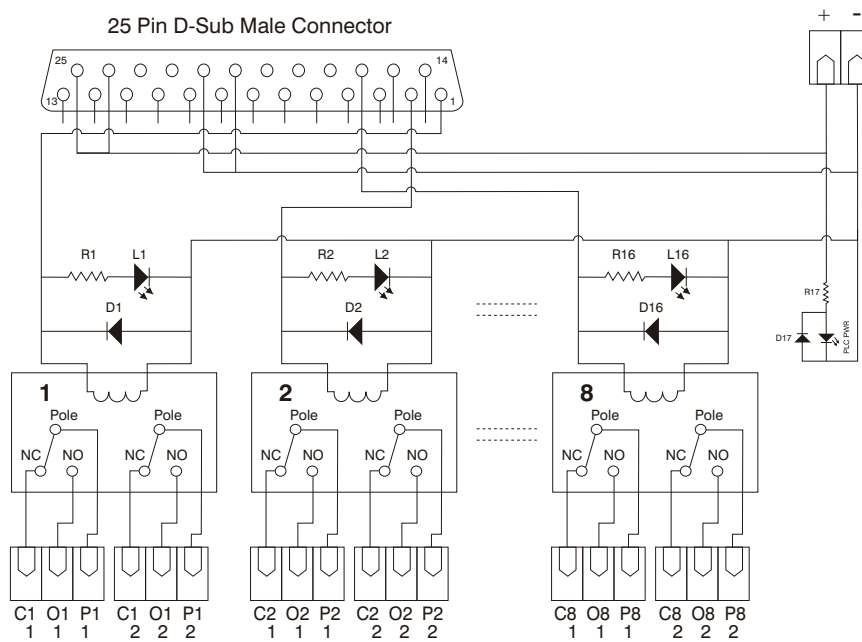 25 Pin D-Sub Male Connector
+ -
25 14
13 1
R1 L1 R2 L2 R16 L16
D1 D2 D16
R17
D17 PLC PWR
1 2 8
Pole Pole Pole Pole Pole Pole
NC NO NC NO NC NO NC NO NC NO NC NO
C1 O1 P1 C1 O1 P1 C2 O2 P2 C2 O2 P2 C8 O8 P8 C8 O8 P8
1 1 1 2 2 2 1 1 1 2 2 2 1 1 1 2 2 2